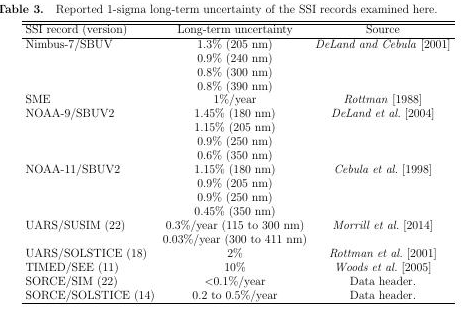 Table 3. Reported 1-sigma long-term uncertainty of the SSI records examined here.
SSI record (version) Long-term uncertainty Source
Nimbus-7/SBUV 1.3% (205 nm) DeLand and Cebula [2001]
0.9% (240 nm)
0.8% (300 nm)
0.8% (390 nm)
SME 1%/year Rottman [1988]
NOAA-9/SBUV2 1.45% (180 nm) DeLand et al. [2004]
1.15% (205 nm)
0.9% (250 nm)
0.6% (350 nm)
NOAA-11/SBUV2 1.15% (180 nm) Cebula et al. [1998]
0.9% (205 nm)
0.9% (250 nm)
0.45% (350 nm)
UARS/SUSIM (22) 0.3%/year (115 to 300 nm) Morrill et al. [2014]
0.03%/year (300 to 411 nm)
UARS/SOLSTICE (18) 2% Rottman et al. [2001]
TIMED/SEE (11) 10% Woods et al. [2005]
SORCE/SIM (22) <0.1%/year Data header.
SORCE/SOLSTICE (14) 0.2 to 0.5%/year Data header.